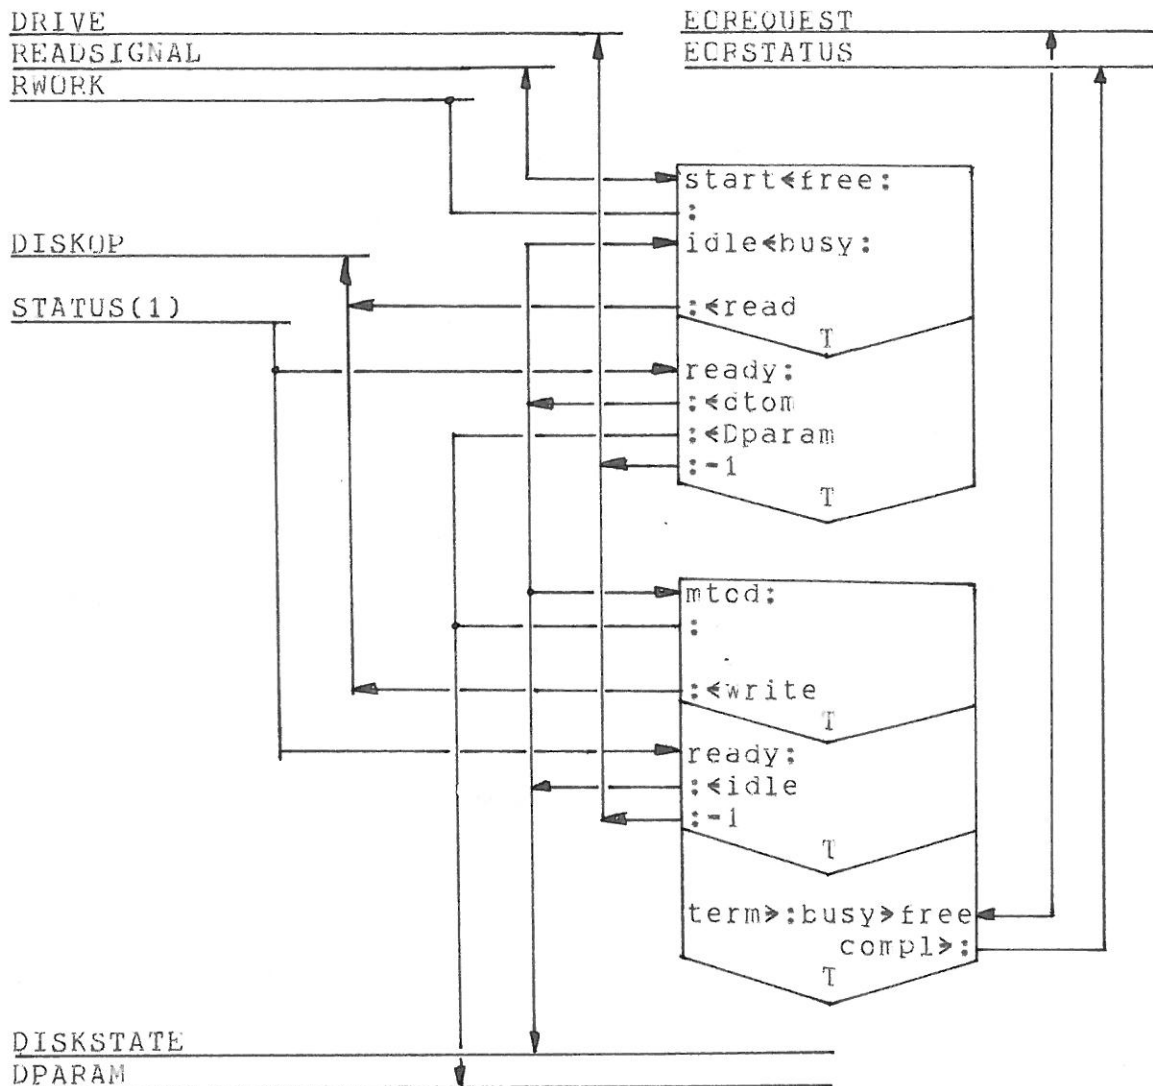 DRIVE
READSIGNAL
RWORK
ECREQUEST
ECRSTATUS
start<free:
:
idle<busy:
:<read
T
DISKOP
STATUS(1)
ready:
:<dtom
:<Dparam
:-1
T
mtcd:
:
:<write
T
ready:
:<idle
:-1
T
term>:busy>free
compl>:
T
DISKSTATE
DPARAM